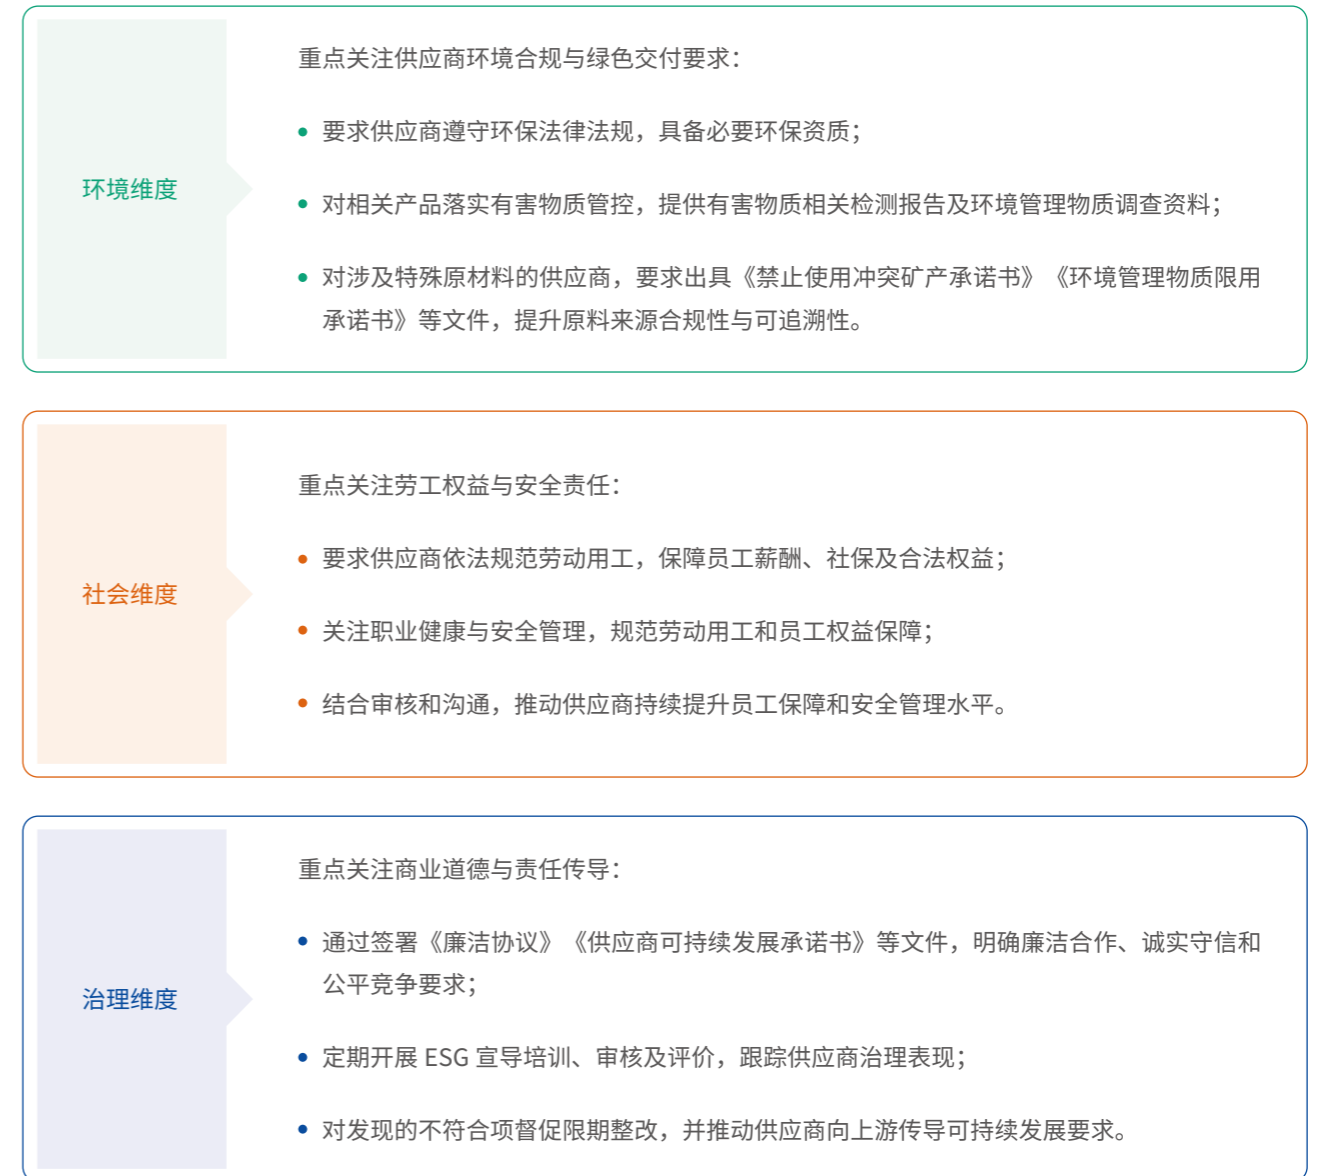 重点关注供应商环境合规与绿色交付要求：
要求供应商遵守环保法律法规，具备必要环保资质；
环境维度
对相关产品落实有害物质管控，提供有害物质相关检测报告及环境管理物质调查资料；
对涉及特殊原材料的供应商，要求出具《禁止使用冲突矿产承诺书》《环境管理物质限用
承诺书》等文件，提升原料来源合规性与可追溯性。
重点关注劳工权益与安全责任：
要求供应商依法规范劳动用工，保障员工薪酬、社保及合法权益；
社会维度
关注职业健康与安全管理，规范劳动用工和员工权益保障；
结合审核和沟通，推动供应商持续提升员工保障和安全管理水平。
重点关注商业道德与责任传导：
通过签署《廉洁协议》《供应商可持续发展承诺书》等文件，明确廉洁合作、诚实守信和
公平竞争要求；
治理维度
定期开展 ESG 宣导培训、审核及评价，跟踪供应商治理表现；
对发现的不符合项督促限期整改，并推动供应商向上游传导可持续发展要求。